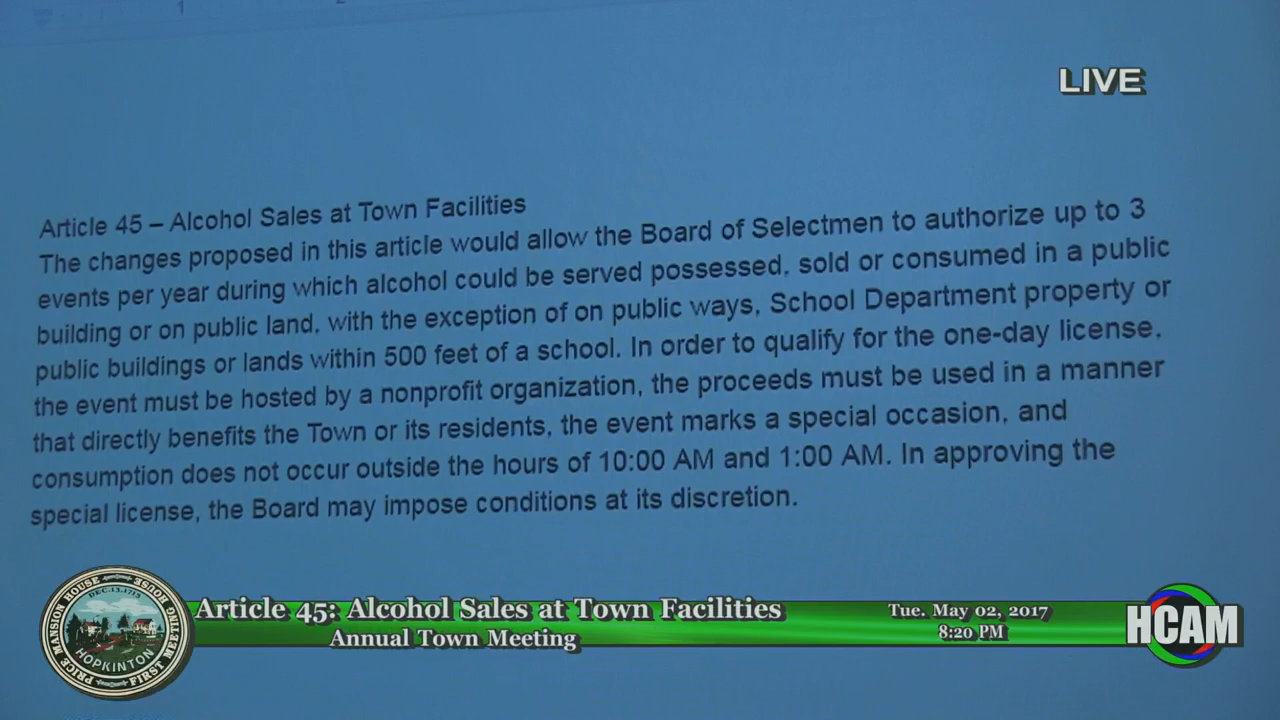 1
2
LIVE
Article 45 – Alcohol Sales at Town Facilities
The changes proposed in this article would allow the Board of Selectmen to authorize up to 3
events per year during which alcohol could be served possessed, sold or consumed in a public
building or on public land, with the exception of on public ways, School Department property or
public buildings or lands within 500 feet of a school. In order to qualify for the one-day license,
the event must be hosted by a nonprofit organization, the proceeds must be used in a manner
that directly benefits the Town or its residents, the event marks a special occasion, and
consumption does not occur outside the hours of 10:00 AM and 1:00 AM. In approving the
special license, the Board may impose conditions at its discretion.
PRICE MANSION HOUSE FIRST MEETING HOUSE
DEC.13.1715
HOPKINTON
Article 45: Alcohol Sales at Town Facilities
Annual Town Meeting
Tue. May 02, 2017
8:20 PM
HCAM